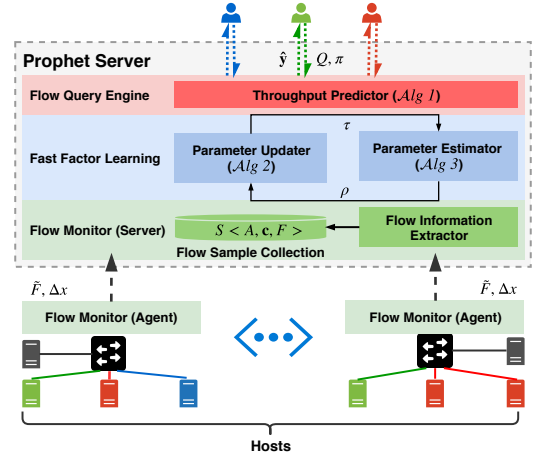 Prophet Server
ŷ Q, π
Flow Query Engine
Throughput Predictor (Alg 1)
Fast Factor Learning
Parameter Updater
(Alg 2)
τ
ρ
Parameter Estimator
(Alg 3)
Flow Monitor (Server)
S < A, c, F >
Flow Sample Collection
Flow Information
Extractor
F̃, Δx
F̃, Δx
Flow Monitor (Agent)
Flow Monitor (Agent)
Hosts